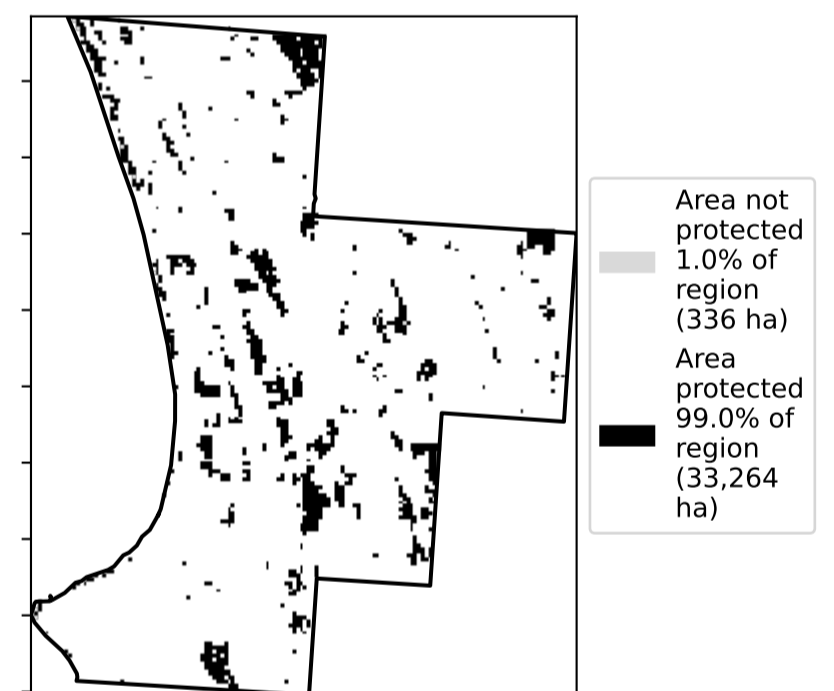 Area not
protected
1.0% of
region
(336 ha)
Area
protected
99.0% of
region
(33,264
ha)